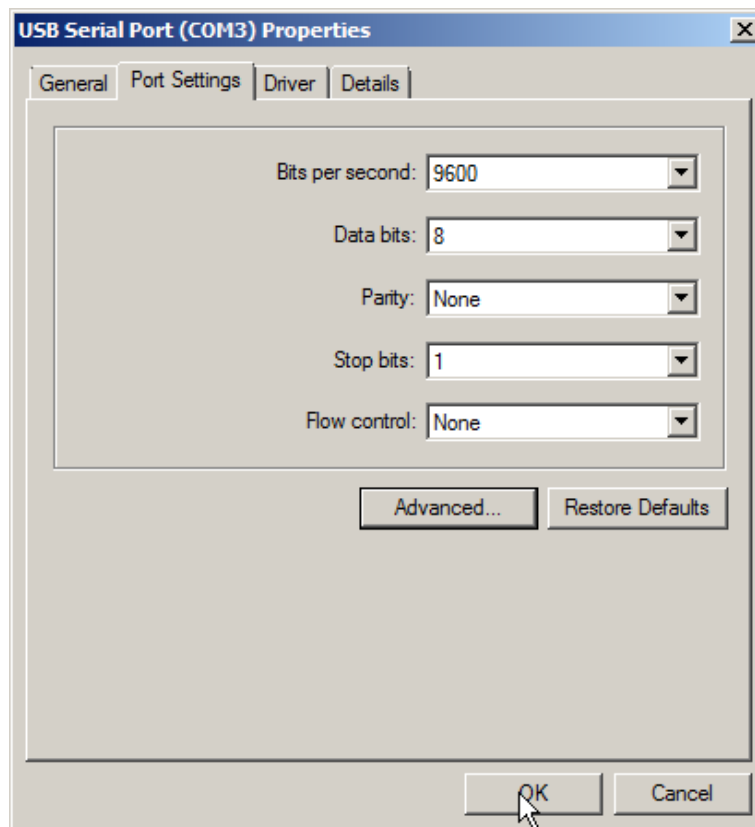 USB Serial Port (COM3) Properties
General Port Settings Driver Details
Bits per second: 9600
Data bits: 8
Parity: None
Stop bits: 1
Flow control: None
Advanced... Restore Defaults
OK Cancel